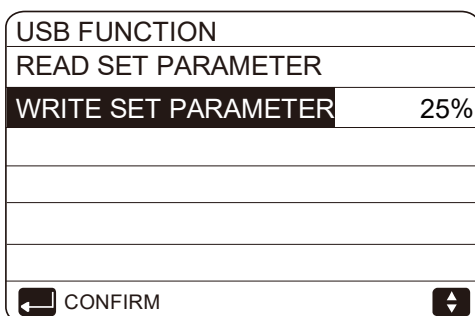 USB FUNCTION
READ SET PARAMETER
WRITE SET PARAMETER 25%
CONFIRM